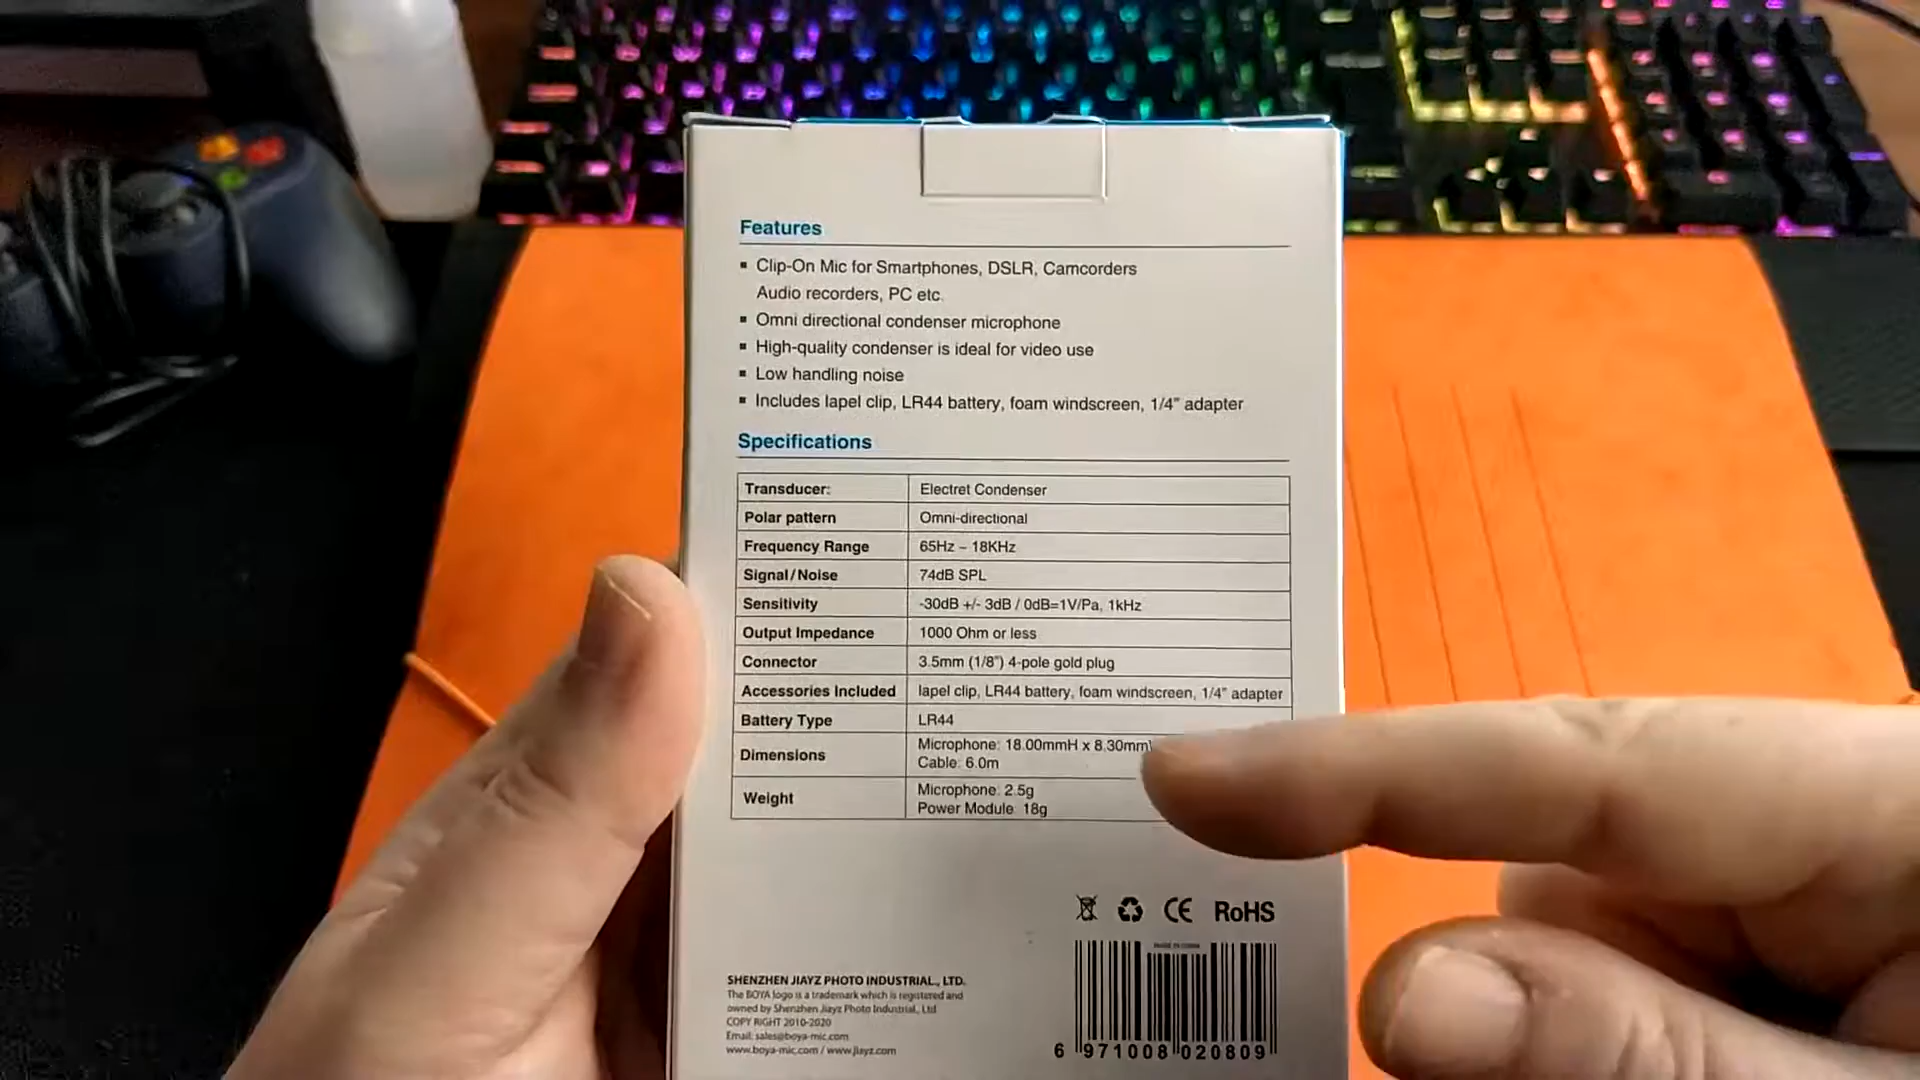 Features
▪ Clip-On Mic for Smartphones, DSLR, Camcorders
Audio recorders, PC etc.
▪ Omni directional condenser microphone
▪ High-quality condenser is ideal for video use
▪ Low handling noise
▪ Includes lapel clip, LR44 battery, foam windscreen, 1/4" adapter
Specifications
Transducer: Electret Condenser
Polar pattern Omni-directional
Frequency Range 65Hz ~ 18KHz
Signal/Noise 74dB SPL
Sensitivity -30dB +/- 3dB / 0dB=1V/Pa, 1kHz
Output Impedance 1000 Ohm or less
Connector 3.5mm (1/8") 4-pole gold plug
Accessories Included lapel clip, LR44 battery, foam windscreen, 1/4" adapter
Battery Type LR44
Dimensions Microphone: 18.00mmH x 8.30mm
Cable: 6.0m
Weight Microphone: 2.5g
Power Module 18g
CE RoHS
MADE IN CHINA
SHENZHEN JIAYZ PHOTO INDUSTRIAL., LTD.
The BOYA logo is a trademark which is registered and
owned by Shenzhen Jiayz Photo Industrial., Ltd
COPY RIGHT 2010-2020
Email: sales@boya-mic.com
www.boya-mic.com / www.jiayz.com
6 971008 020809